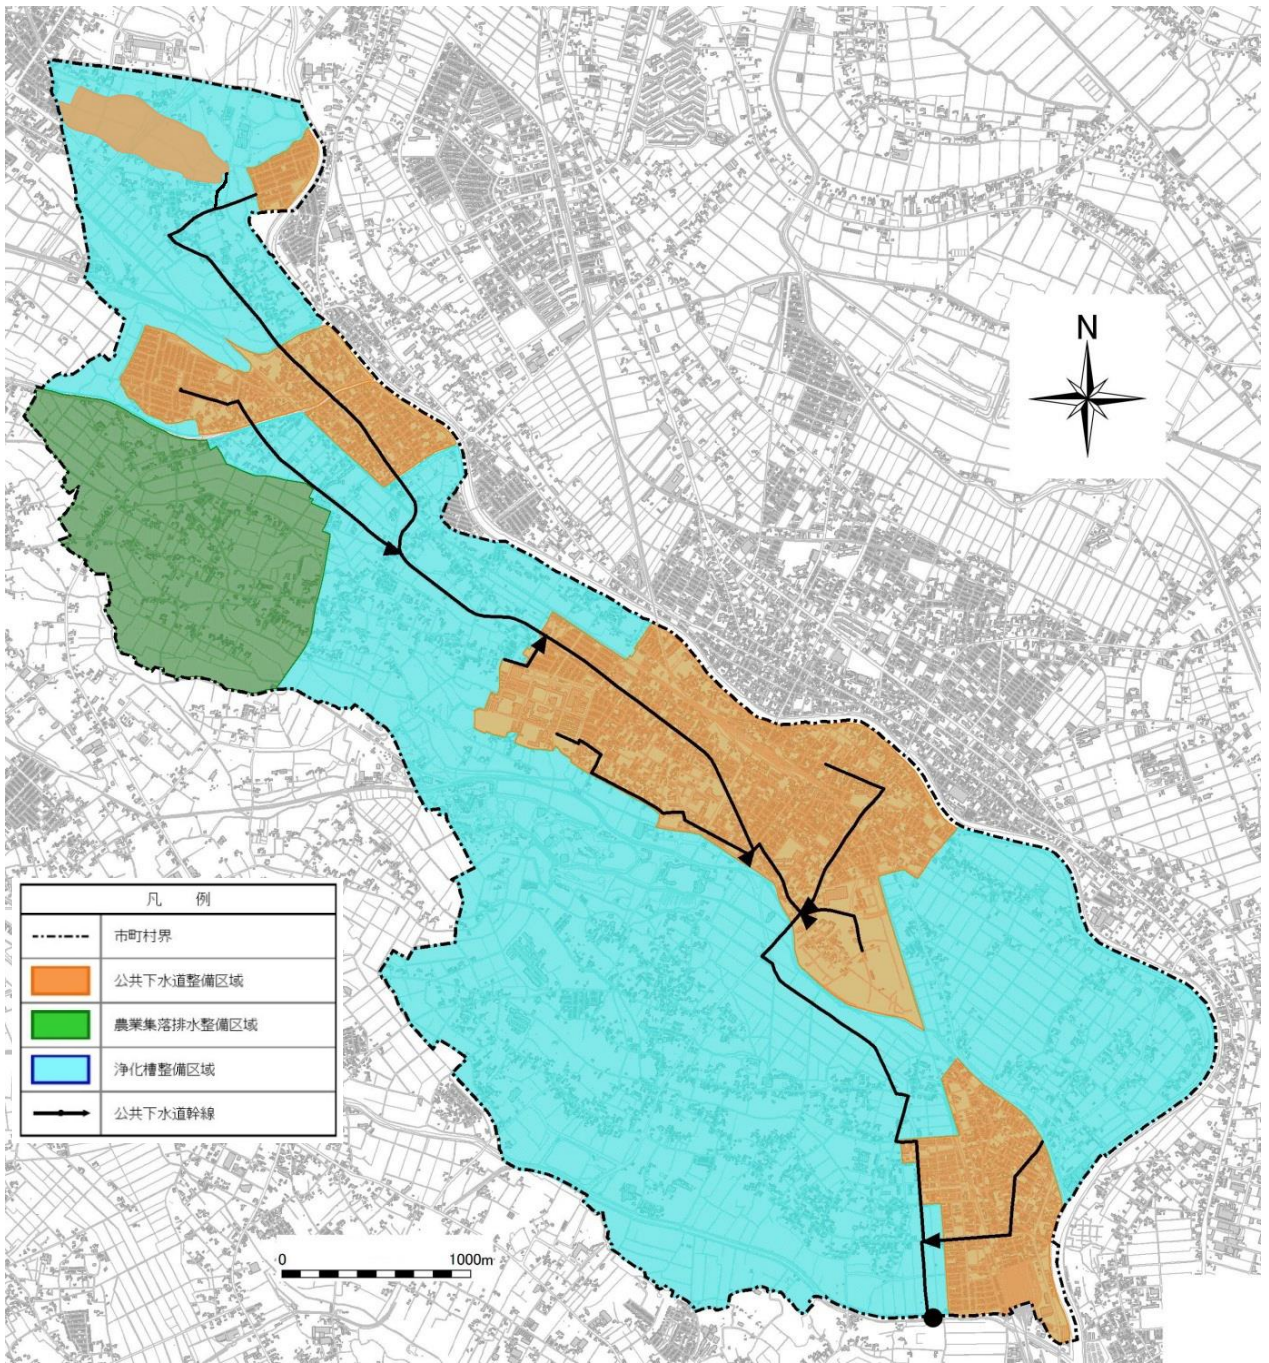 N
凡 例
市町村界
公共下水道整備区域
農業集落排水整備区域
浄化槽整備区域
公共下水道幹線
0 1000m